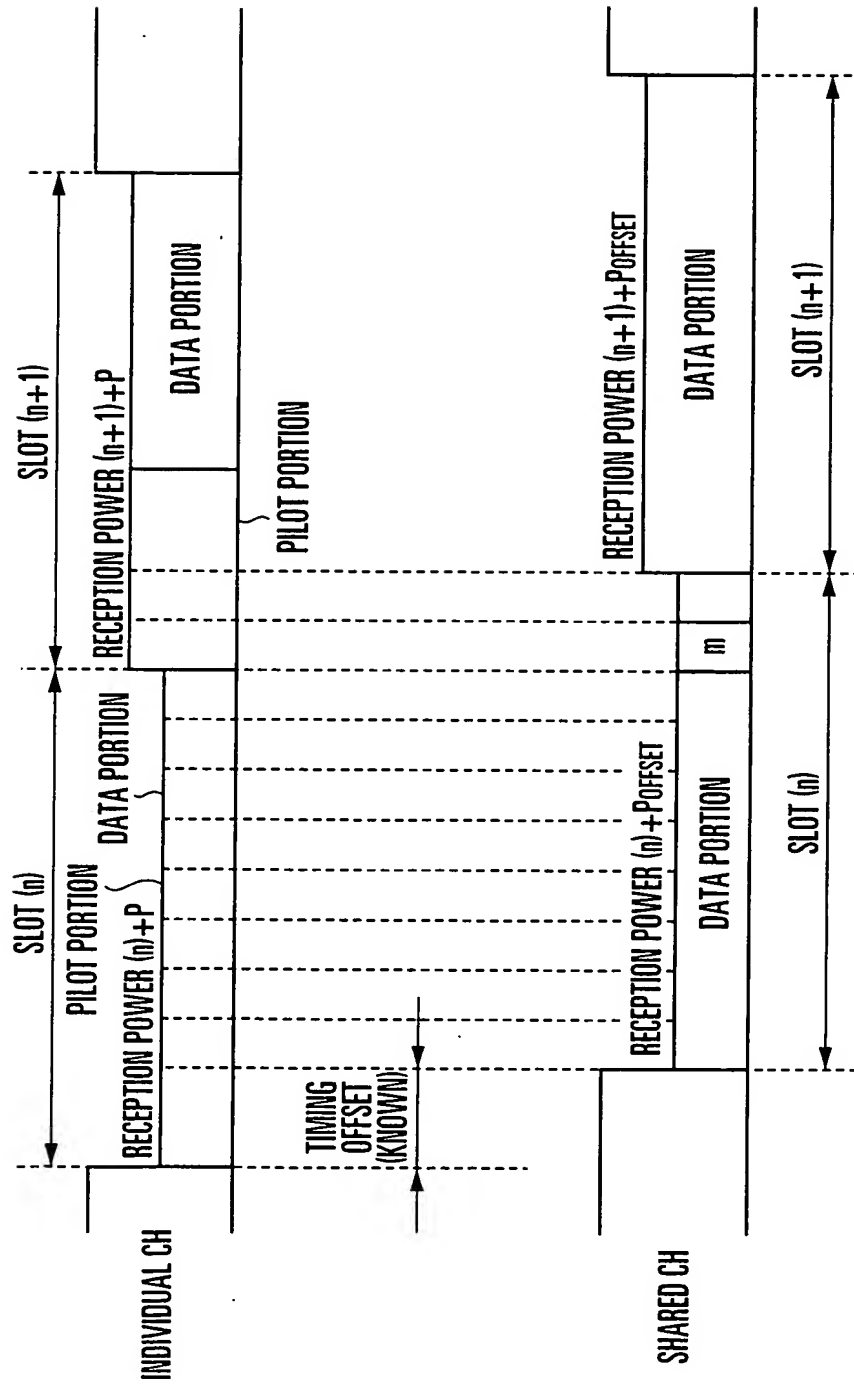 SLOT (n)
SLOT (n+1)
PILOT PORTION
DATA PORTION
RECEPTION POWER (n)+P
RECEPTION POWER (n+1)+P
DATA PORTION
INDIVIDUAL CH
PILOT PORTION
TIMING
OFFSET
(KNOWN)
RECEPTION POWER (n)+POFFSET
RECEPTION POWER (n+1)+POFFSET
SHARED CH
DATA PORTION
m
DATA PORTION
SLOT (n)
SLOT (n+1)